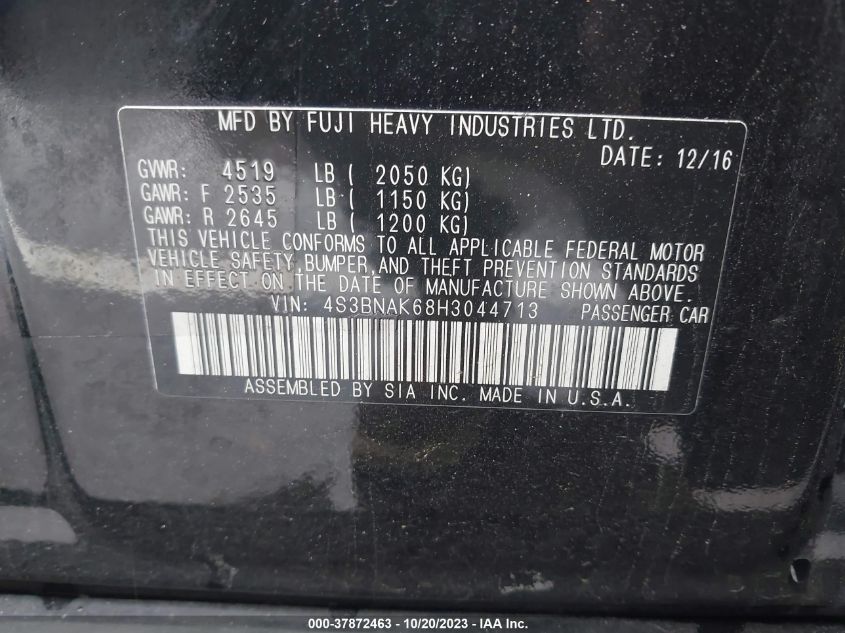 MFD BY FUJI HEAVY INDUSTRIES LTD.
DATE: 12/16
GVWR: 4519 LB ( 2050 KG)
GAWR: F 2535 LB ( 1150 KG)
GAWR: R 2645 LB ( 1200 KG)
THIS VEHICLE CONFORMS TO ALL APPLICABLE FEDERAL MOTOR
VEHICLE SAFETY, BUMPER, AND THEFT PREVENTION STANDARDS
IN EFFECT ON THE DATE OF MANUFACTURE SHOWN ABOVE.
VIN: 4S3BNAK68H3044713 PASSENGER CAR
ASSEMBLED BY SIA INC. MADE IN U.S.A.
000-37872463 - 10/20/2023 - IAA Inc.